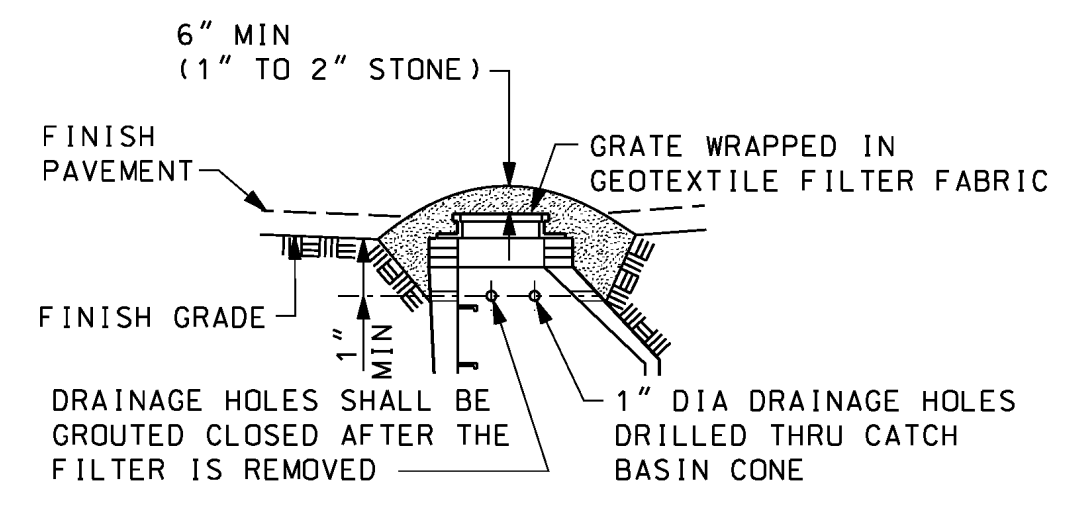 6" MIN
(1" TO 2" STONE)
FINISH
PAVEMENT
GRATE WRAPPED IN
GEOTEXTILE FILTER FABRIC
FINISH GRADE
1"
MIN
DRAINAGE HOLES SHALL BE
GROUTED CLOSED AFTER THE
FILTER IS REMOVED
1" DIA DRAINAGE HOLES
DRILLED THRU CATCH
BASIN CONE